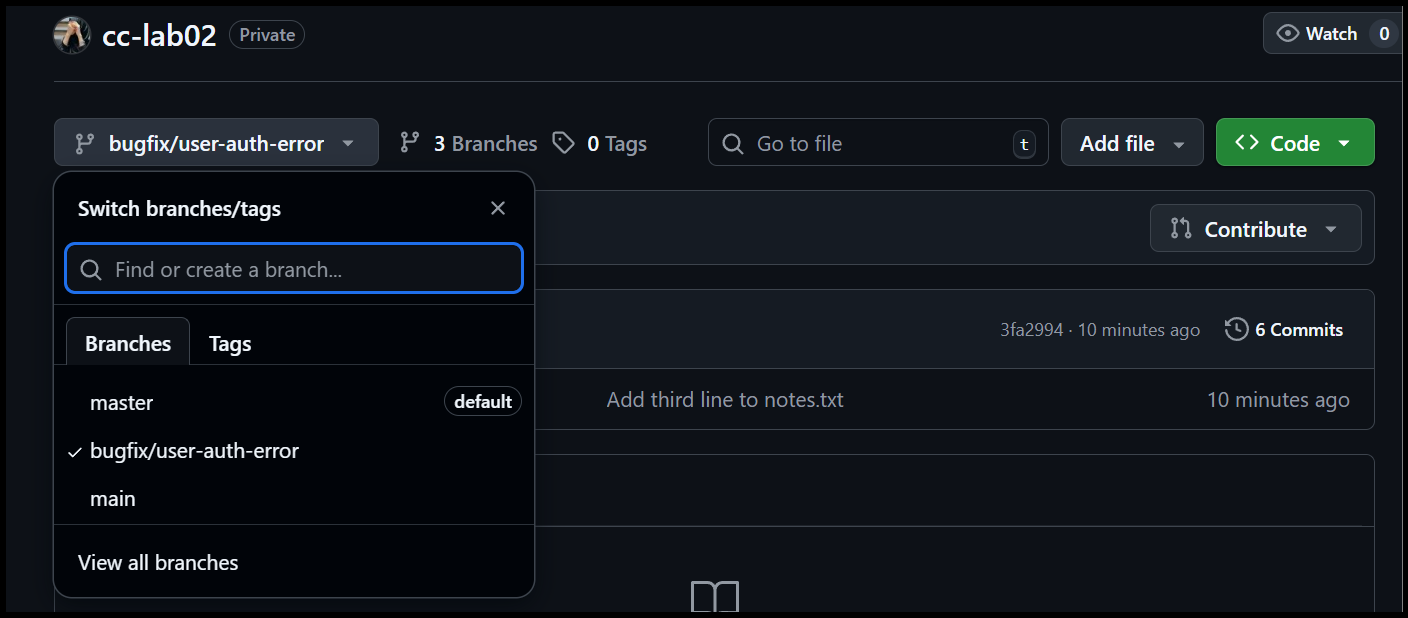 cc-lab02 Private Watch 0
bugfix/user-auth-error 3 Branches 0 Tags Go to file t Add file Code
Switch branches/tags
Contribute
Find or create a branch...
3fa2994 · 10 minutes ago 6 Commits
Branches Tags
master default
Add third line to notes.txt 10 minutes ago
bugfix/user-auth-error
main
View all branches